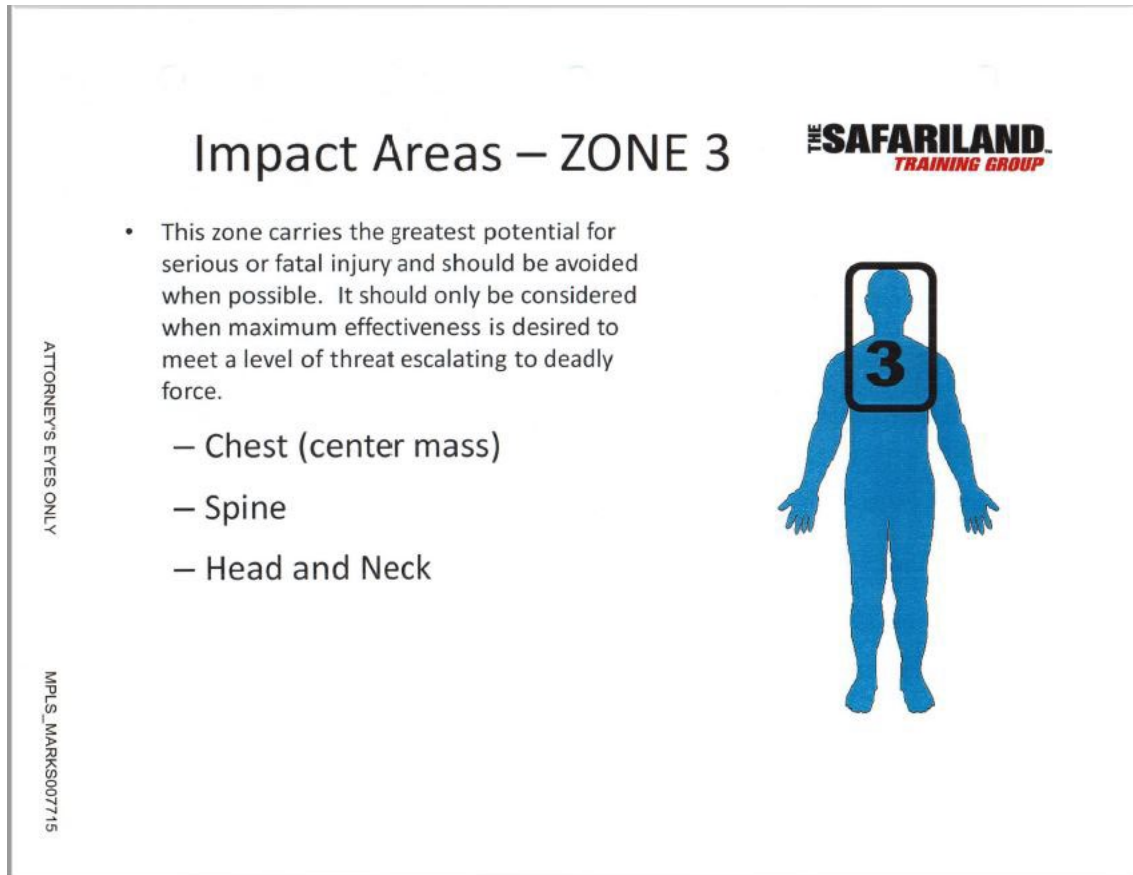 Impact Areas – ZONE 3
THE SAFARILAND
TRAINING GROUP
• This zone carries the greatest potential for
serious or fatal injury and should be avoided
when possible.  It should only be considered
when maximum effectiveness is desired to
meet a level of threat escalating to deadly
force.
– Chest (center mass)
– Spine
– Head and Neck
3
ATTORNEY'S EYES ONLY
MPLS_MARKS007715